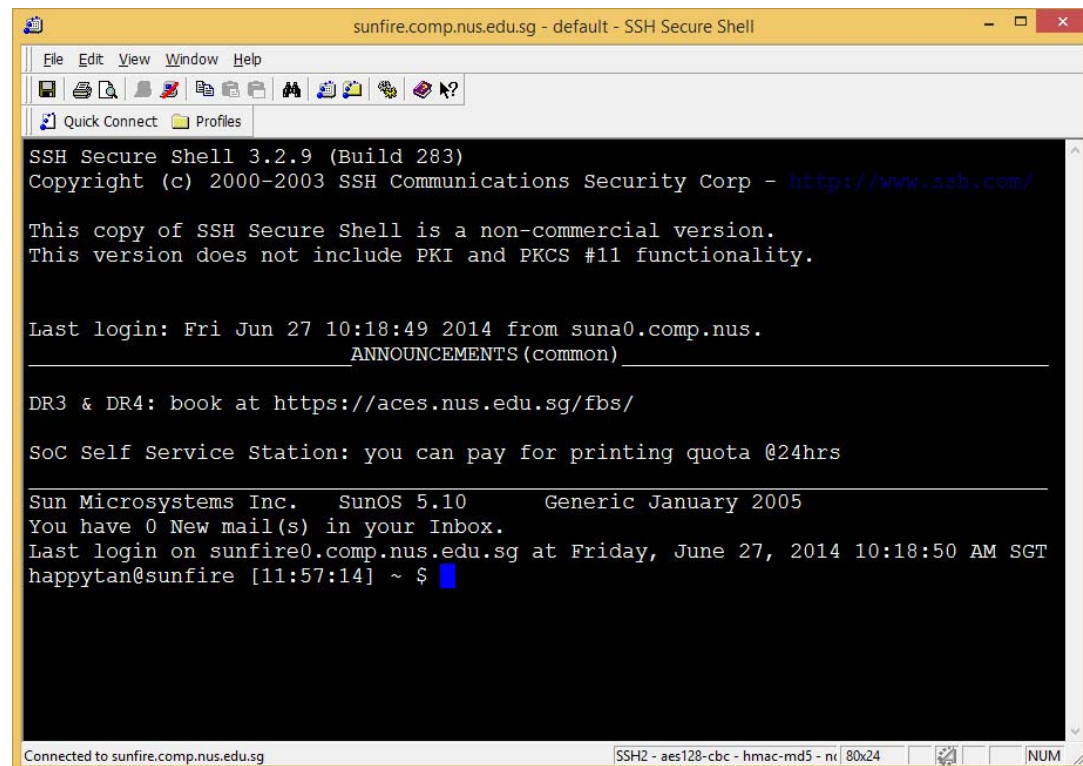 sunfire.comp.nus.edu.sg - default - SSH Secure Shell
File Edit View Window Help
Quick Connect Profiles
SSH Secure Shell 3.2.9 (Build 283)
Copyright (c) 2000-2003 SSH Communications Security Corp - http://www.ssh.com/
This copy of SSH Secure Shell is a non-commercial version.
This version does not include PKI and PKCS #11 functionality.
Last login: Fri Jun 27 10:18:49 2014 from suna0.comp.nus.
ANNOUNCEMENTS(common)
DR3 & DR4: book at https://aces.nus.edu.sg/fbs/
SoC Self Service Station: you can pay for printing quota @24hrs
Sun Microsystems Inc. SunOS 5.10 Generic January 2005
You have 0 New mail(s) in your Inbox.
Last login on sunfire0.comp.nus.edu.sg at Friday, June 27, 2014 10:18:50 AM SGT
happytan@sunfire [11:57:14] ~ $
Connected to sunfire.comp.nus.edu.sg SSH2 - aes128-cbc - hmac-md5 - 80x24 NUM